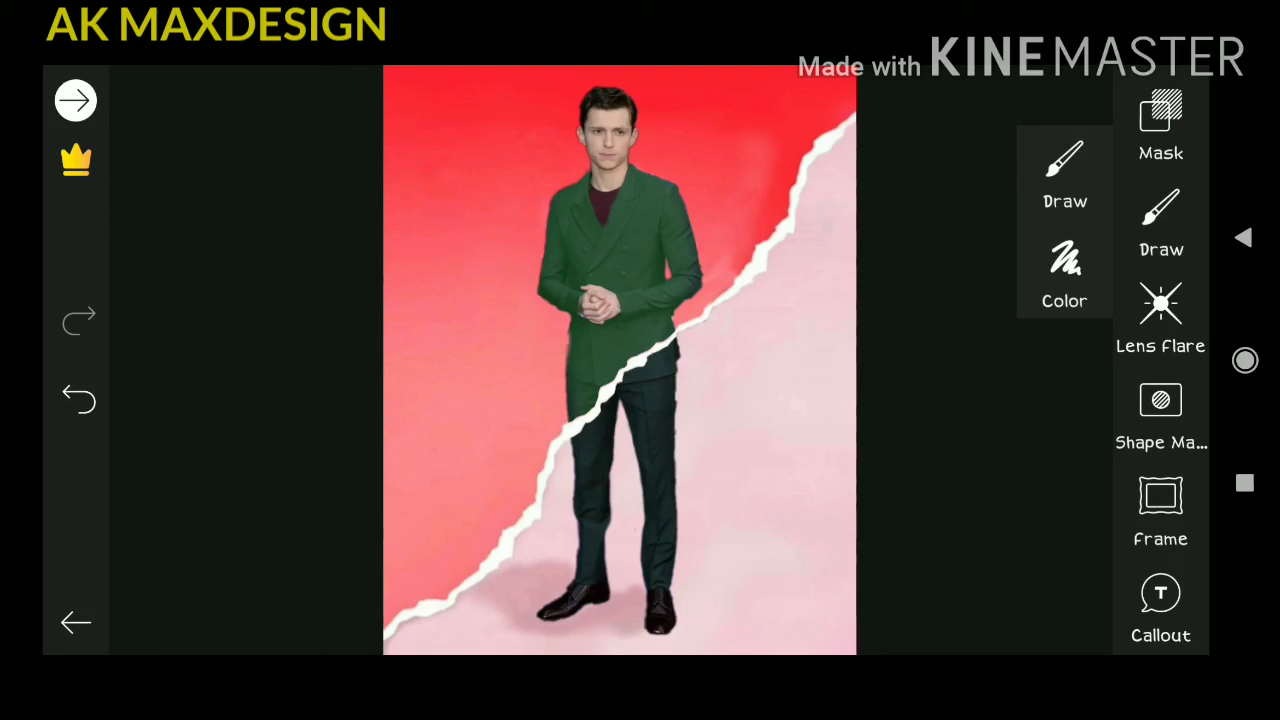 AK MAXDESIGN
Made with KINEMASTER
Mask
Draw
Draw
Color
Lens Flare
Shape Ma...
Frame
T
Callout